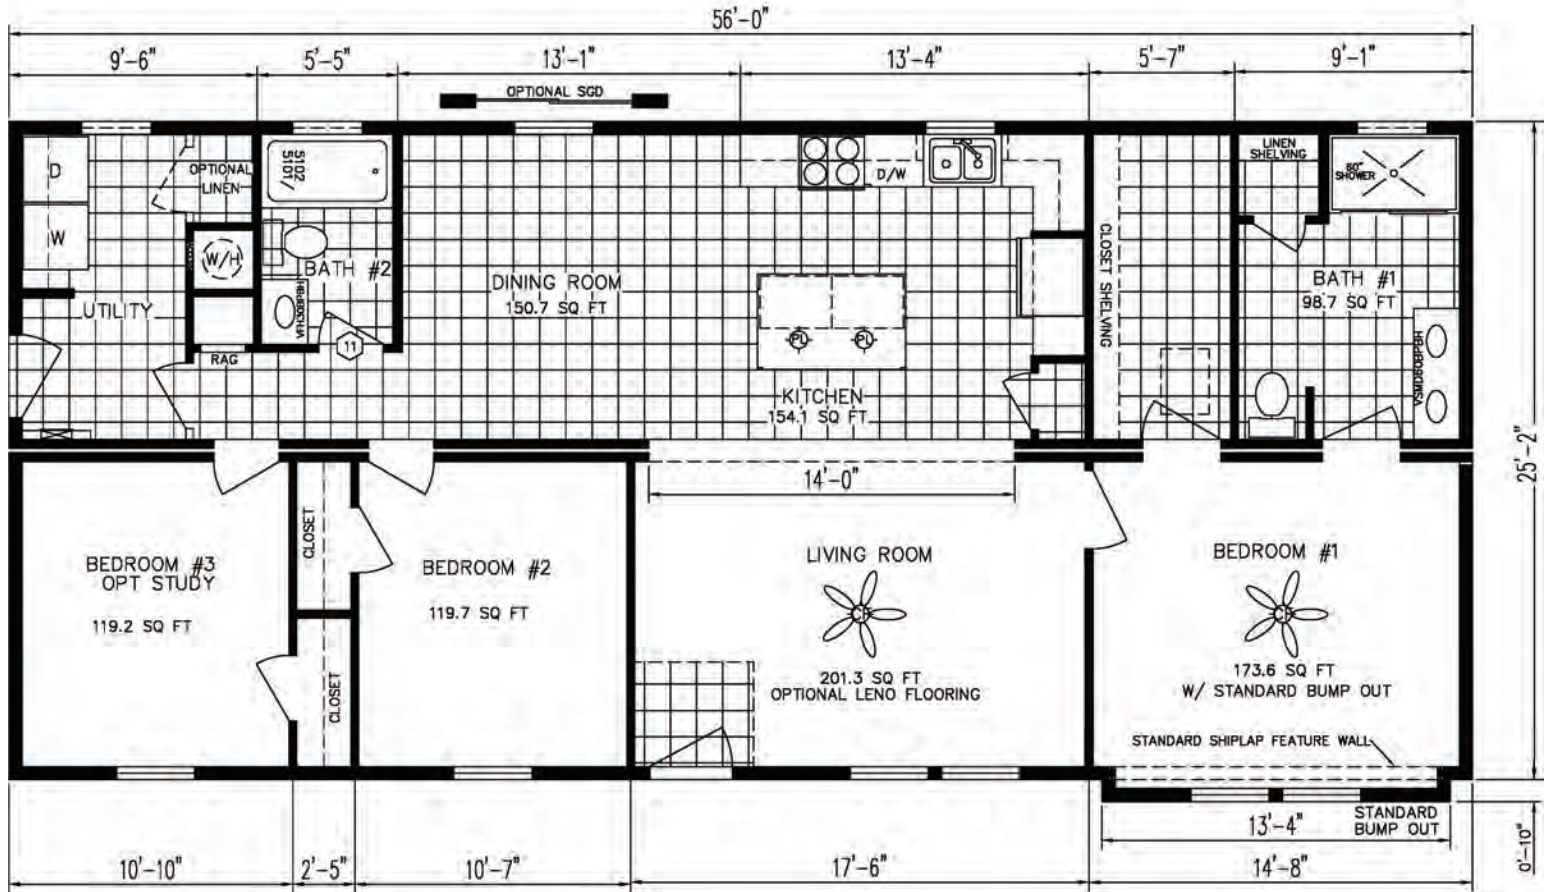 56'-0"
9'-6"
5'-5"
13'-1"
13'-4"
5'-7"
9'-1"
OPTIONAL SGD
D
W
OPTIONAL
LINEN
W/H
UTILITY
RAG
5102
5101/
BATH #2
11
DINING ROOM
150.7 SQ FT
D/W
PL
PL
KITCHEN
154.1 SQ FT
CLOSET SHELVING
LINEN
SHELVING
60"
SHOWER
BATH #1
98.7 SQ FT
25'-2"
14'-0"
BEDROOM #3
OPT STUDY
119.2 SQ FT
CLOSET
CLOSET
BEDROOM #2
119.7 SQ FT
LIVING ROOM
CF
201.3 SQ FT
OPTIONAL LENO FLOORING
BEDROOM #1
CF
173.6 SQ FT
W/ STANDARD BUMP OUT
STANDARD SHIPLAP FEATURE WALL
STANDARD
BUMP OUT
13'-4"
0'-10"
10'-10"
2'-5"
10'-7"
17'-6"
14'-8"